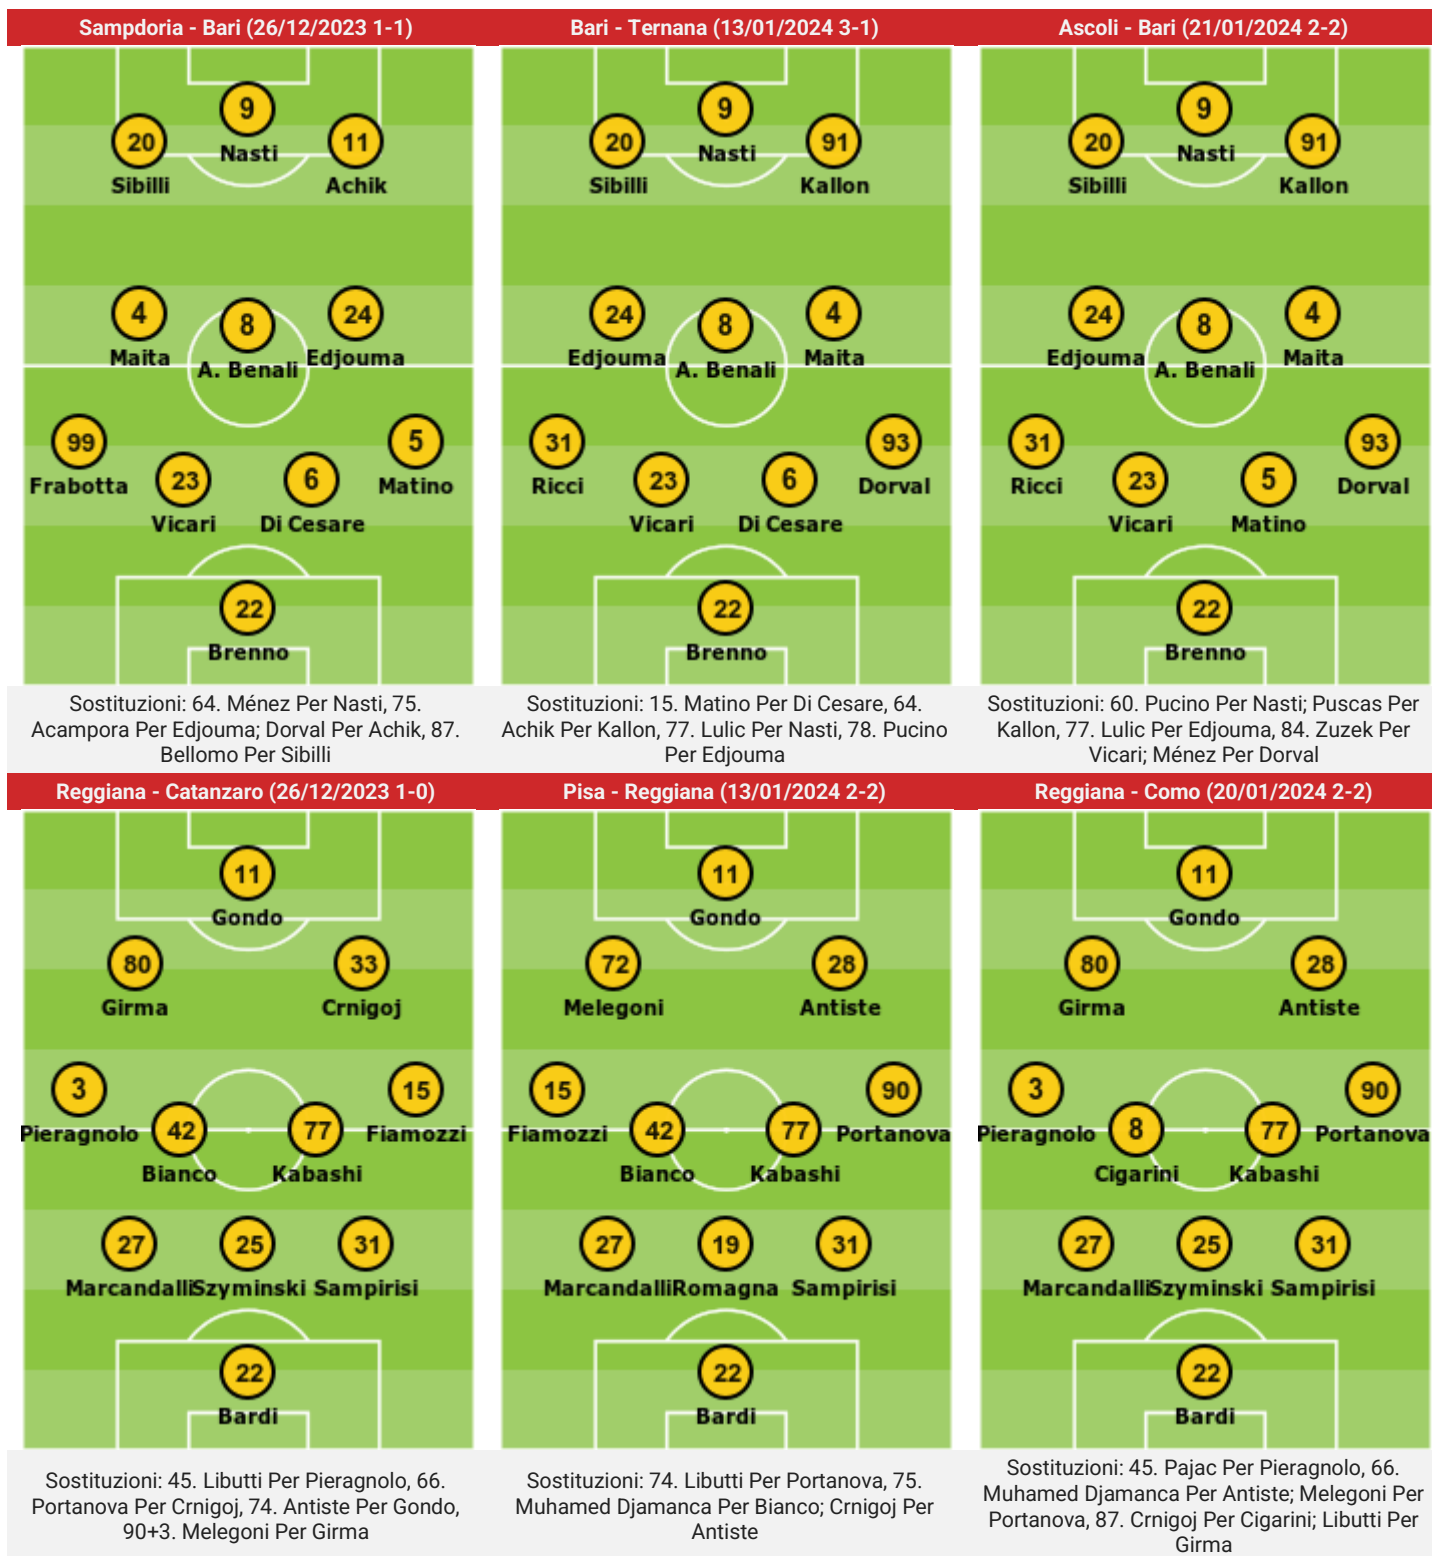 Sampdoria - Bari (26/12/2023 1-1)
9
Nasti
20
Sibilli
11
Achik
4
Maita
8
A. Benali
24
Edjouma
99
Frabotta
23
Vicari
6
Di Cesare
5
Matino
22
Brenno
Sostituzioni: 64. Ménez Per Nasti, 75.
Acampora Per Edjouma; Dorval Per Achik, 87.
Bellomo Per Sibilli
Bari - Ternana (13/01/2024 3-1)
9
Nasti
20
Sibilli
91
Kallon
24
Edjouma
8
A. Benali
4
Maita
31
Ricci
23
Vicari
6
Di Cesare
93
Dorval
22
Brenno
Sostituzioni: 15. Matino Per Di Cesare, 64.
Achik Per Kallon, 77. Lulic Per Nasti, 78. Pucino
Per Edjouma
Ascoli - Bari (21/01/2024 2-2)
9
Nasti
20
Sibilli
91
Kallon
24
Edjouma
8
A. Benali
4
Maita
31
Ricci
23
Vicari
5
Matino
93
Dorval
22
Brenno
Sostituzioni: 60. Pucino Per Nasti; Puscas Per
Kallon, 77. Lulic Per Edjouma, 84. Zuzek Per
Vicari; Ménez Per Dorval
Reggiana - Catanzaro (26/12/2023 1-0)
11
Gondo
80
Girma
33
Crnigoj
3
Pieragnolo
42
Bianco
77
Kabashi
15
Fiamozzi
27
Marcandalli
25
Szyminski
31
Sampirisi
22
Bardi
Sostituzioni: 45. Libutti Per Pieragnolo, 66.
Portanova Per Crnigoj, 74. Antiste Per Gondo,
90+3. Melegoni Per Girma
Pisa - Reggiana (13/01/2024 2-2)
11
Gondo
72
Melegoni
28
Antiste
15
Fiamozzi
42
Bianco
77
Kabashi
90
Portanova
27
Marcandalli
19
Romagna
31
Sampirisi
22
Bardi
Sostituzioni: 74. Libutti Per Portanova, 75.
Muhamed Djamanca Per Bianco; Crnigoj Per
Antiste
Reggiana - Como (20/01/2024 2-2)
11
Gondo
80
Girma
28
Antiste
3
Pieragnolo
8
Cigarini
77
Kabashi
90
Portanova
27
Marcandalli
25
Szyminski
31
Sampirisi
22
Bardi
Sostituzioni: 45. Pajac Per Pieragnolo, 66.
Muhamed Djamanca Per Antiste; Melegoni Per
Portanova, 87. Crnigoj Per Cigarini; Libutti Per
Girma